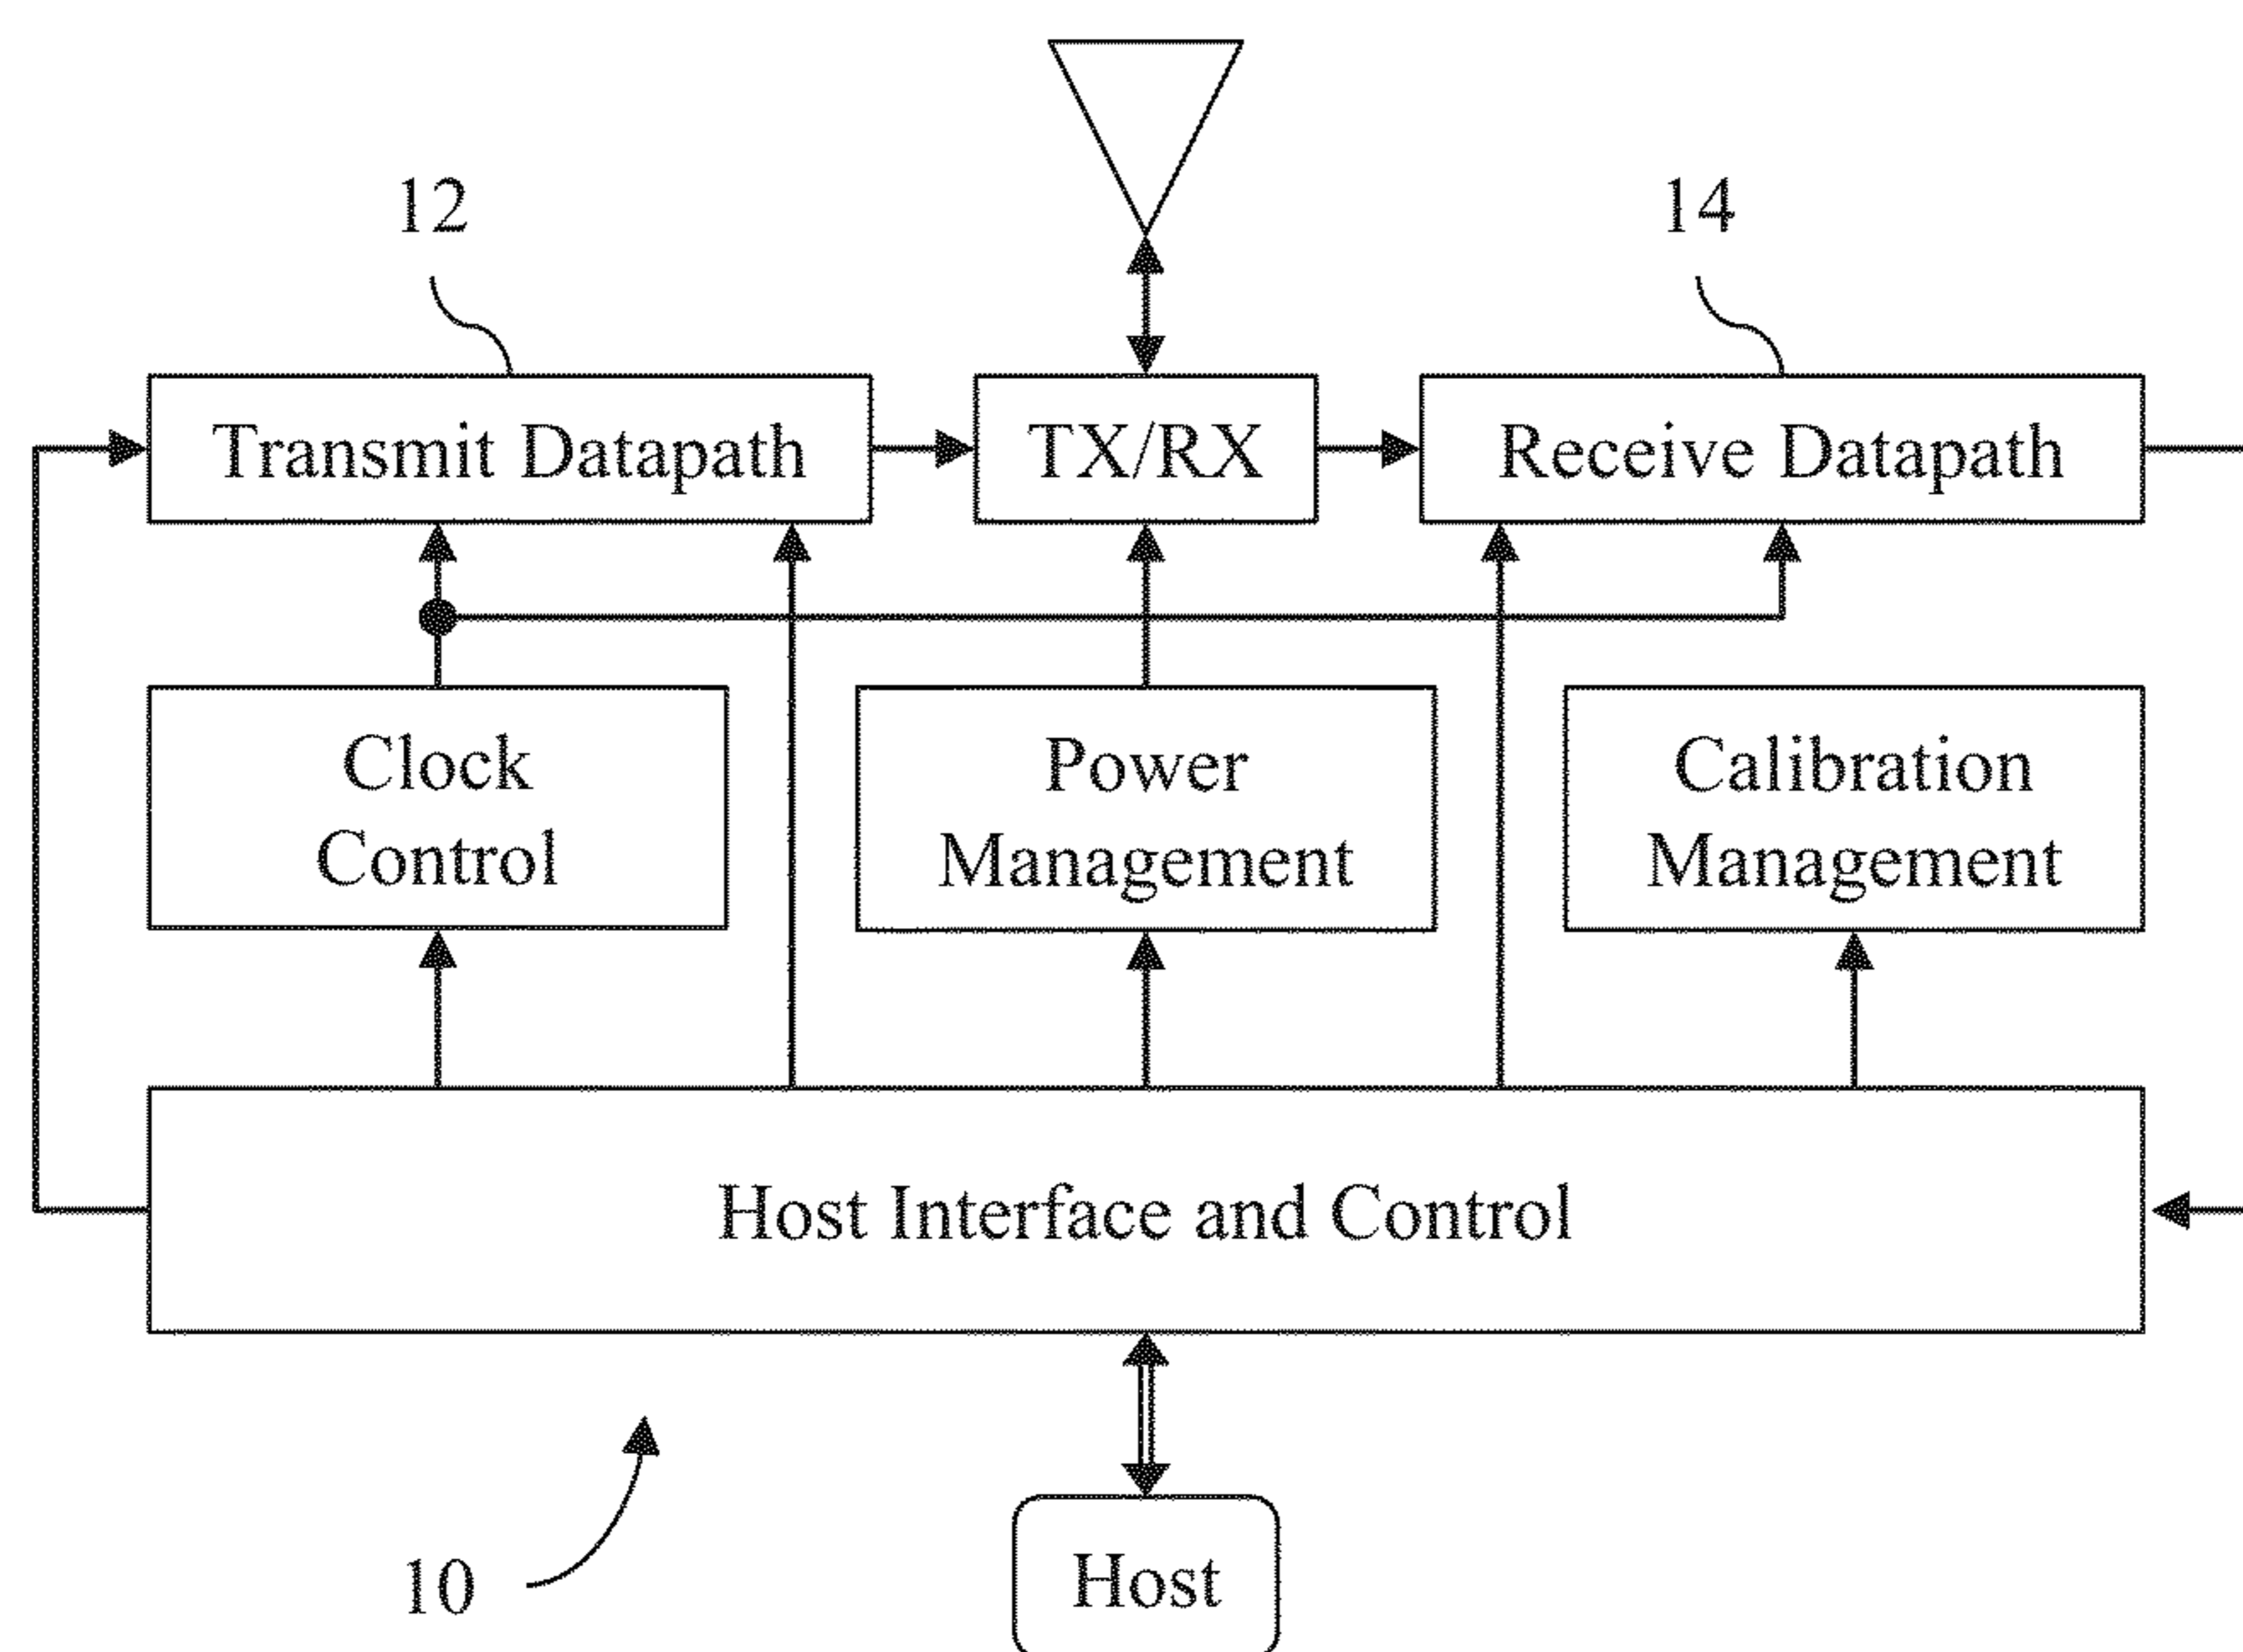 12
14
Transmit Datapath
TX/RX
Receive Datapath
Clock
Control
Power
Management
Calibration
Management
Host Interface and Control
10
Host